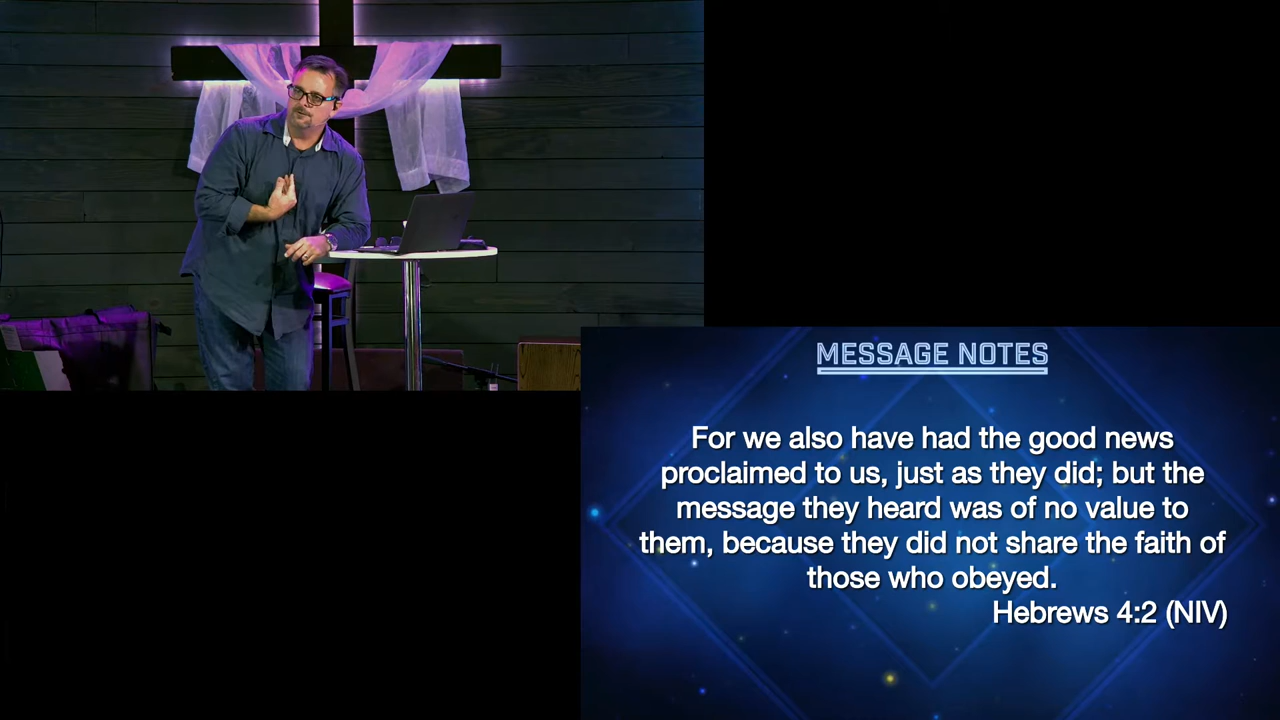 MESSAGE NOTES
For we also have had the good news
proclaimed to us, just as they did; but the
message they heard was of no value to
them, because they did not share the faith of
those who obeyed.
Hebrews 4:2 (NIV)